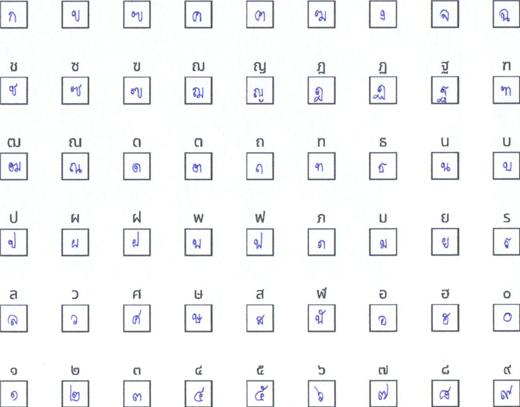 ก ข ฃ ค ฅ ฆ ง จ ฉ
ช ซ ฃ ฌ ญ ฎ ฏ ฐ ฑ
ช ซ ฃ ฌ ญ ฎ ฏ ฐ ฑ
ฒ ณ ด ต ถ ท ธ น บ
ฒ ณ ด ต ถ ท ธ น บ
ป ผ ฝ พ ฟ ภ ม ย ร
ป ผ ฝ พ ฟ ภ ม ย ร
ล ว ศ ษ ส ฬ อ ฮ ๐
ล ว ศ ษ ส ฬ อ ฮ ๐
๑ ๒ ๓ ๔ ๕ ๖ ๗ ๘ ๙
๑ ๒ ๓ ๔ ๕ ๖ ๗ ๘ ๙